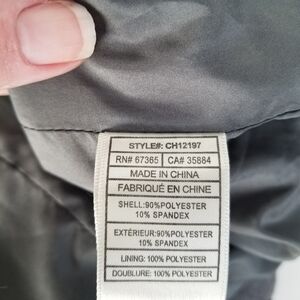 STYLE#: CH12197
RN# 67365 CA# 35884
MADE IN CHINA
FABRIQUÉ EN CHINE
SHELL:90%POLYESTER
10% SPANDEX
EXTÉRIEUR:90%POLYESTER
10% SPANDEX
LINING: 100% POLYESTER
DOUBLURE: 100% POLYESTER